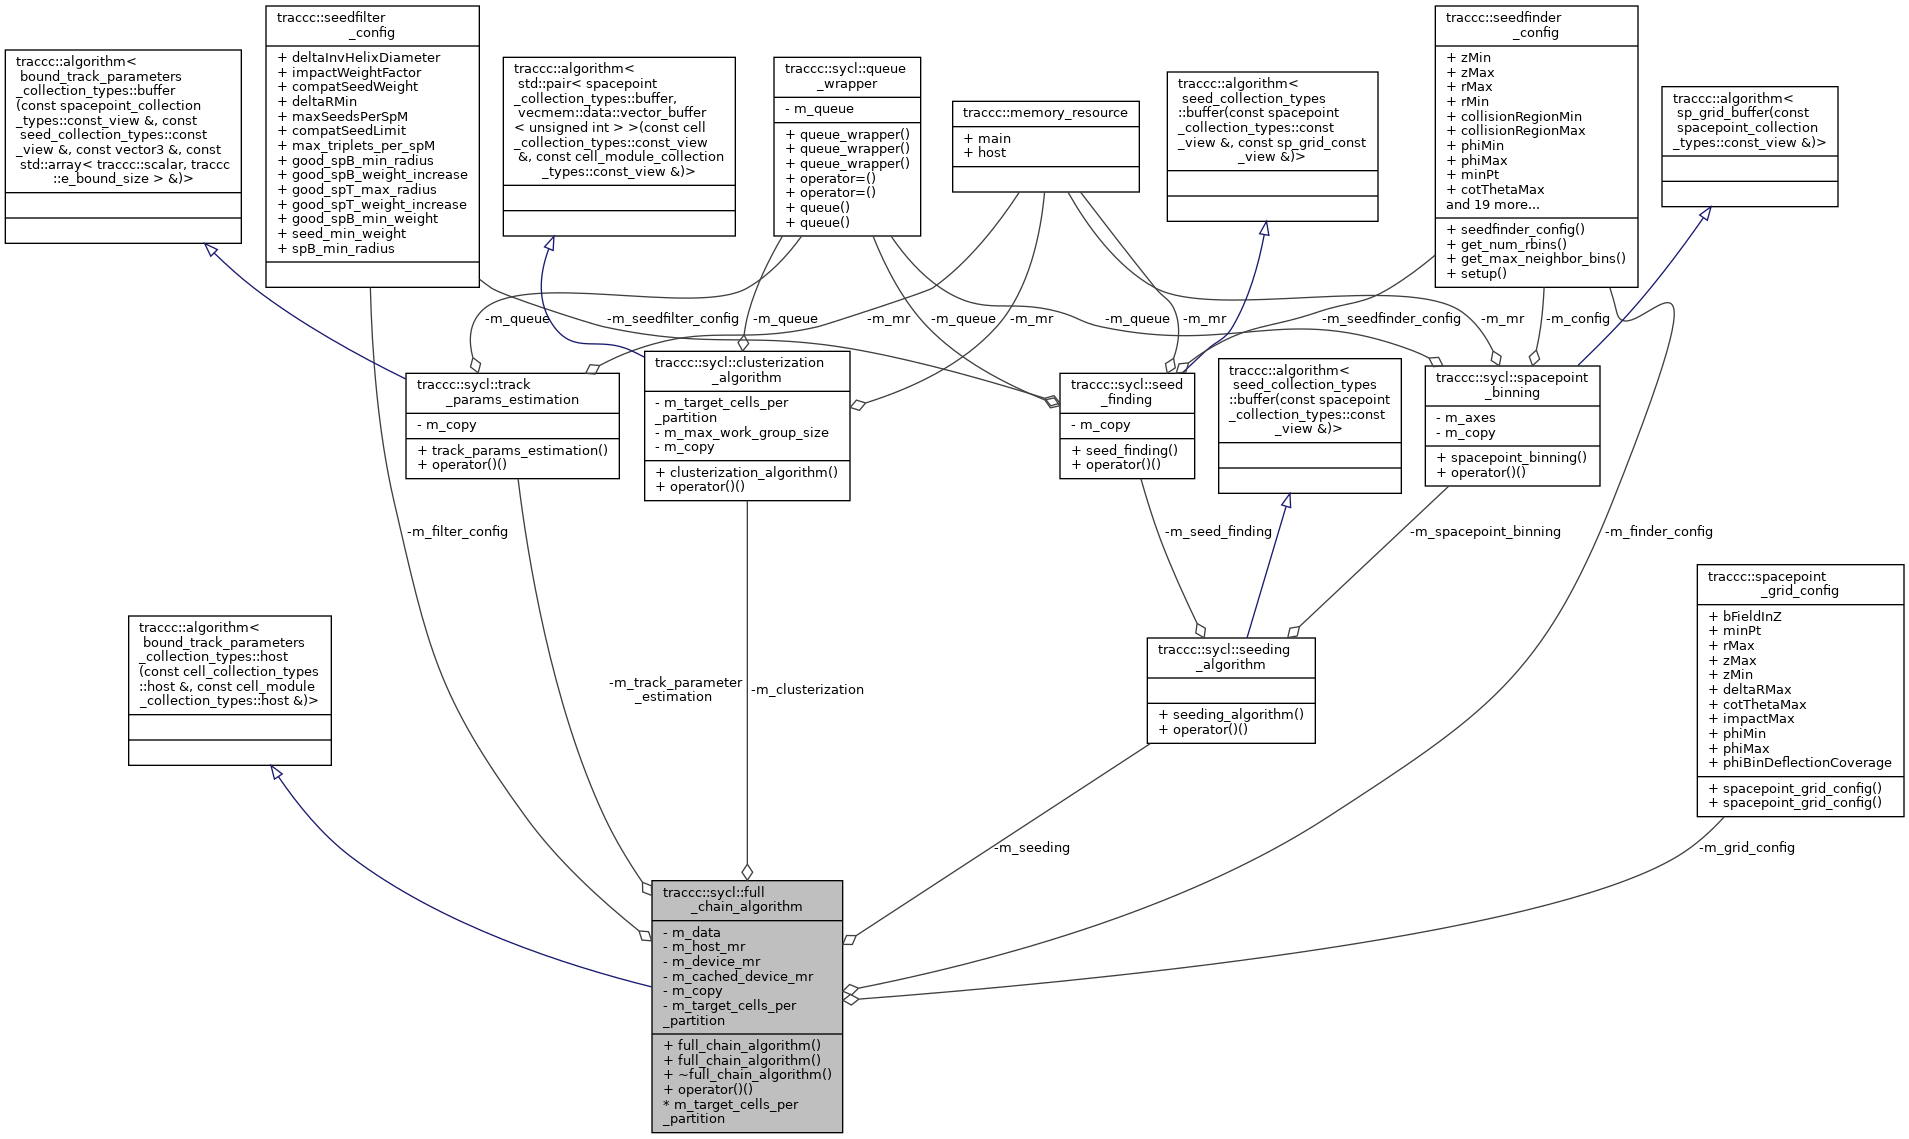 traccc::seedfilter
_config
+ deltaInvHelixDiameter
+ impactWeightFactor
+ compatSeedWeight
+ deltaRMin
+ maxSeedsPerSpM
+ compatSeedLimit
+ max_triplets_per_spM
+ good_spB_min_radius
+ good_spB_weight_increase
+ good_spT_max_radius
+ good_spT_weight_increase
+ good_spB_min_weight
+ seed_min_weight
+ spB_min_radius
traccc::seedfinder
_config
+ zMin
+ zMax
+ rMax
+ rMin
+ collisionRegionMin
+ collisionRegionMax
+ phiMin
+ phiMax
+ minPt
+ cotThetaMax
and 19 more...
+ seedfinder_config()
+ get_num_rbins()
+ get_max_neighbor_bins()
+ setup()
traccc::algorithm<
bound_track_parameters
_collection_types::buffer
(const spacepoint_collection
_types::const_view &, const
seed_collection_types::const
_view &, const vector3 &, const
std::array< traccc::scalar, traccc
::e_bound_size > &)>
traccc::algorithm<
std::pair< spacepoint
_collection_types::buffer,
vecmem::data::vector_buffer
< unsigned int > >(const cell
_collection_types::const_view
&, const cell_module_collection
_types::const_view &)>
traccc::sycl::queue
_wrapper
- m_queue
+ queue_wrapper()
+ queue_wrapper()
+ queue_wrapper()
+ operator=()
+ operator=()
+ queue()
+ queue()
traccc::memory_resource
+ main
+ host
traccc::algorithm<
seed_collection_types
::buffer(const spacepoint
_collection_types::const
_view &, const sp_grid_const
_view &)>
traccc::algorithm<
sp_grid_buffer(const
spacepoint_collection
_types::const_view &)>
-m_queue
-m_seedfilter_config
-m_queue
-m_mr
-m_queue
-m_mr
-m_queue
-m_mr
-m_seedfinder_config
-m_mr
-m_config
traccc::sycl::track
_params_estimation
- m_copy
+ track_params_estimation()
+ operator()()
traccc::sycl::clusterization
_algorithm
- m_target_cells_per
_partition
- m_max_work_group_size
- m_copy
+ clusterization_algorithm()
+ operator()()
traccc::sycl::seed
_finding
- m_copy
+ seed_finding()
+ operator()()
traccc::algorithm<
seed_collection_types
::buffer(const spacepoint
_collection_types::const
_view &)>
traccc::sycl::spacepoint
_binning
- m_axes
- m_copy
+ spacepoint_binning()
+ operator()()
-m_filter_config
-m_seed_finding
-m_spacepoint_binning
-m_finder_config
traccc::algorithm<
bound_track_parameters
_collection_types::host
(const cell_collection_types
::host &, const cell_module
_collection_types::host &)>
-m_track_parameter
_estimation
-m_clusterization
traccc::sycl::seeding
_algorithm
+ seeding_algorithm()
+ operator()()
traccc::spacepoint
_grid_config
+ bFieldInZ
+ minPt
+ rMax
+ zMax
+ zMin
+ deltaRMax
+ cotThetaMax
+ impactMax
+ phiMin
+ phiMax
+ phiBinDeflectionCoverage
+ spacepoint_grid_config()
+ spacepoint_grid_config()
-m_seeding
-m_grid_config
traccc::sycl::full
_chain_algorithm
- m_data
- m_host_mr
- m_device_mr
- m_cached_device_mr
- m_copy
- m_target_cells_per
_partition
+ full_chain_algorithm()
+ full_chain_algorithm()
+ ~full_chain_algorithm()
+ operator()()
* m_target_cells_per
_partition